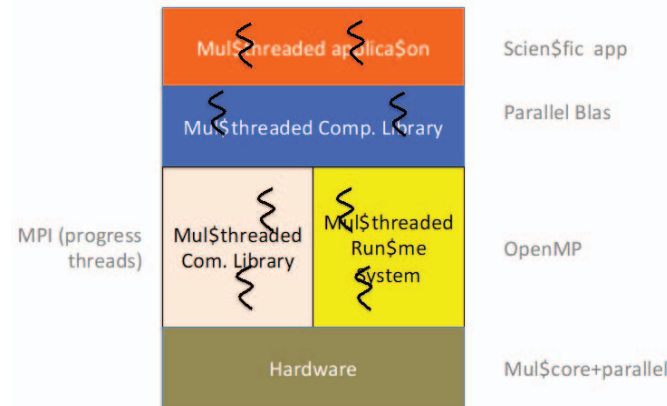 Mul$threaded applica$on
Scien$fic app
Mul$threaded Comp. Library
Parallel Blas
MPI (progress
threads)
Mul$threaded
Com. Library
Mul$threaded
Run$me
System
OpenMP
Hardware
Mul$core+parallel